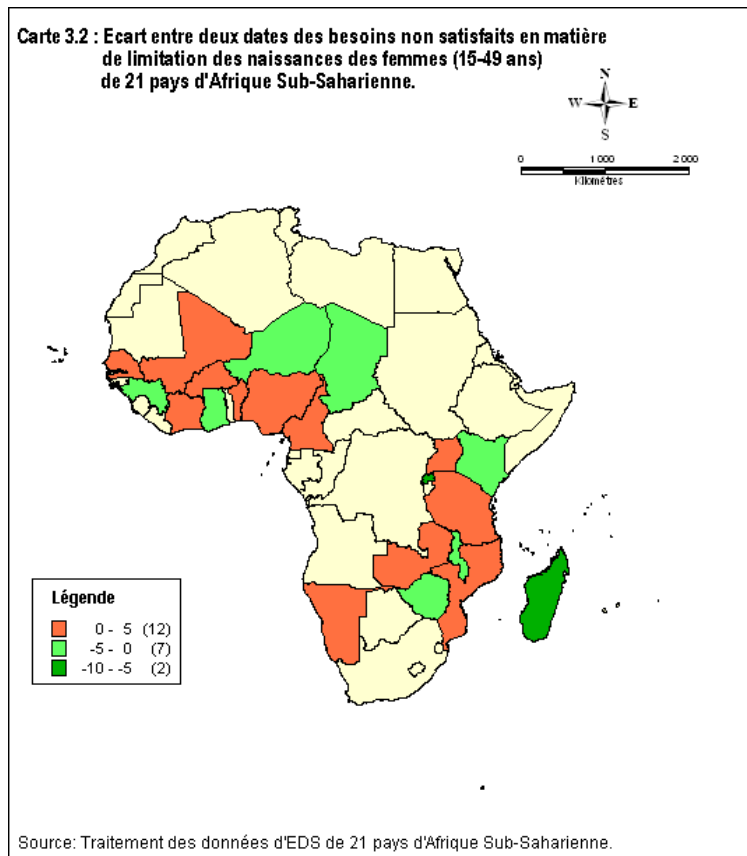 Carte 3.2 : Ecart entre deux dates des besoins non satisfaits en matière
de limitation des naissances des femmes (15-49 ans)
de 21 pays d'Afrique Sub-Saharienne.
N
W E
S
0 1 000 2 000
Kilométres
Légende
0 - 5 (12)
-5 - 0 (7)
-10 - -5 (2)
Source: Traitement des données d'EDS de 21 pays d'Afrique Sub-Saharienne.